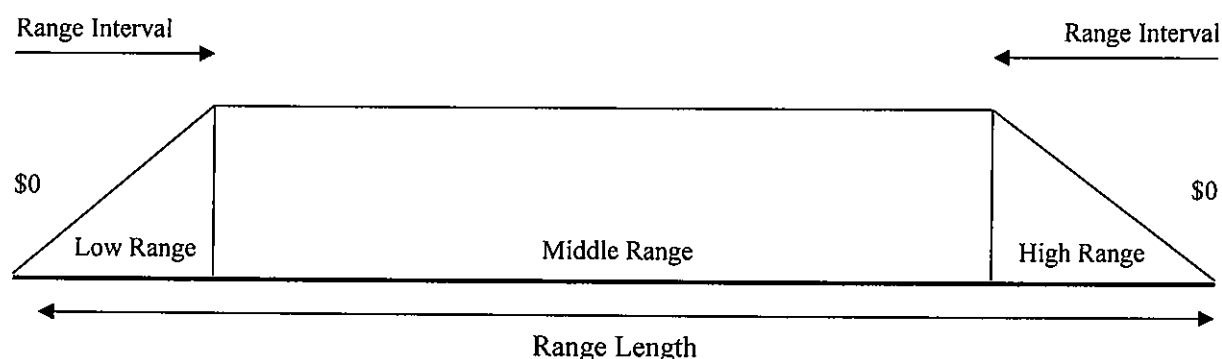 Range Interval
Range Interval
$0
$0
Low Range
Middle Range
High Range
Range Length